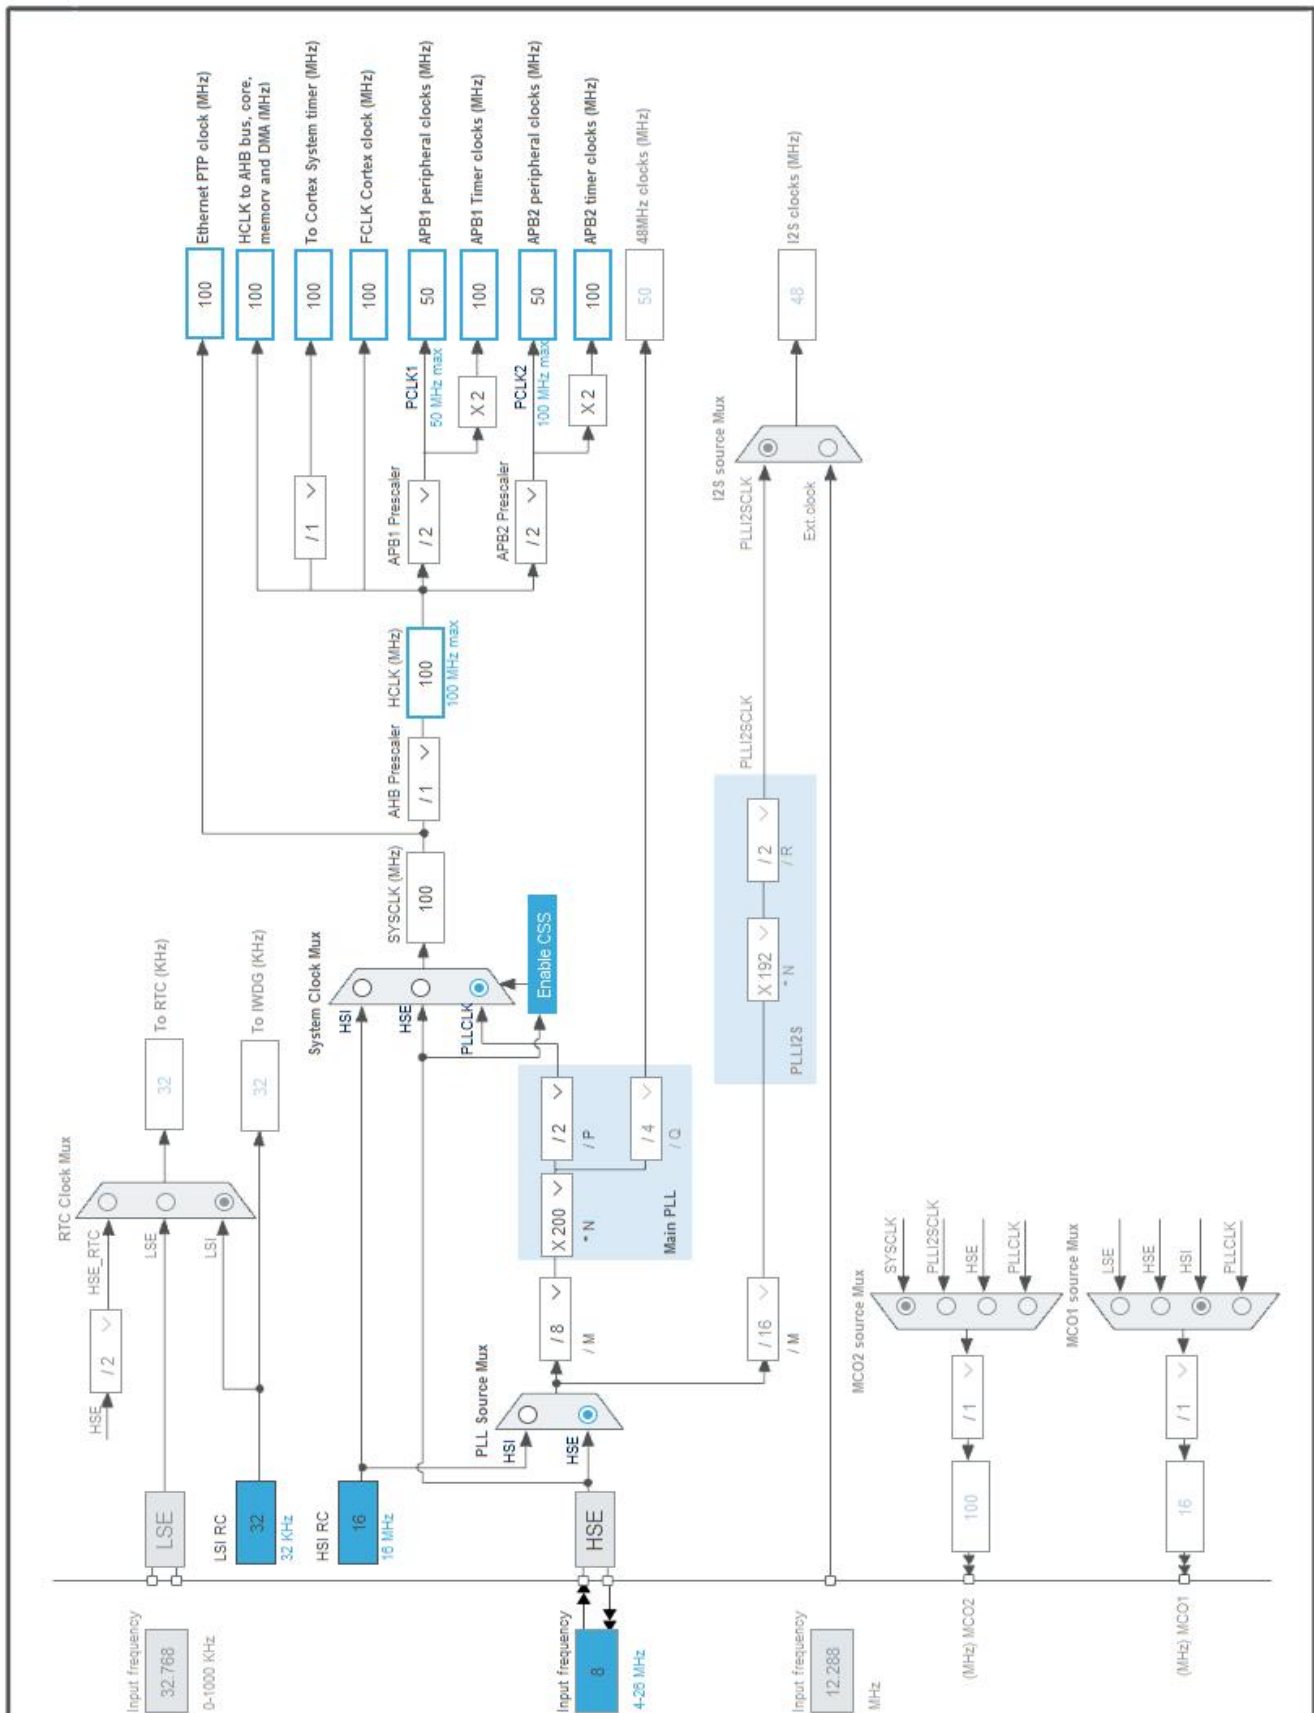 Input frequency
32.768
0-1000 KHz
LSE
HSE
/ 2
HSE_RTC
LSE
LSI
RTC Clock Mux
32
To RTC (KHz)
LSI RC
32
32 KHz
32
To IWDG (KHz)
HSI RC
16
16 MHz
System Clock Mux
HSI
HSE
PLLCLK
Enable CSS
SYSCLK (MHz)
100
AHB Prescaler
/ 1
HCLK (MHz)
100
100 MHz max
100
Ethernet PTP clock (MHz)
100
HCLK to AHB bus, core,
memory and DMA (MHz)
/ 1
100
To Cortex System timer (MHz)
100
FCLK Cortex clock (MHz)
APB1 Prescaler
/ 2
PCLK1
50 MHz max
50
APB1 peripheral clocks (MHz)
X 2
100
APB1 Timer clocks (MHz)
APB2 Prescaler
/ 2
PCLK2
100 MHz max
50
APB2 peripheral clocks (MHz)
X 2
100
APB2 timer clocks (MHz)
50
48MHz clocks (MHz)
Input frequency
8
4-26 MHz
HSE
PLL Source Mux
HSI
HSE
/ 8
/ M
X 200
* N
/ 2
/ P
/ 4
/ Q
Main PLL
/ 16
/ M
PLLI2S
X 192
* N
/ 2
/ R
PLLI2SCLK
PLLI2SCLK
I2S source Mux
Ext.clock
48
I2S clocks (MHz)
Input frequency
12.288
MHz
MCO2 source Mux
SYSCLK
PLLI2SCLK
HSE
PLLCLK
/ 1
100
(MHz) MCO2
MCO1 source Mux
LSE
HSE
HSI
PLLCLK
/ 1
16
(MHz) MCO1